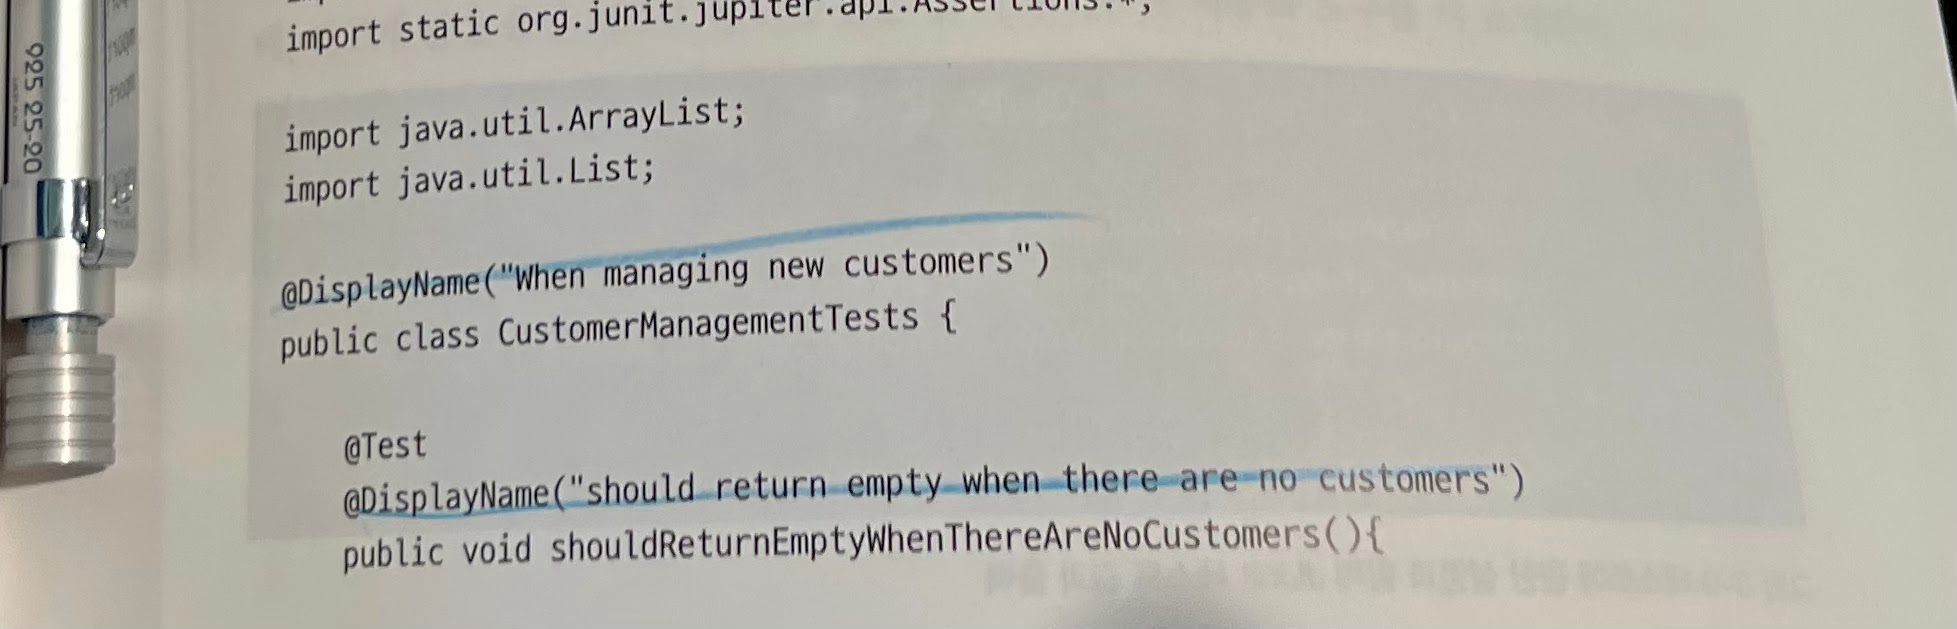 import static org.junit.jupiter.api.Assertions.*;
import java.util.ArrayList;
import java.util.List;
@DisplayName("When managing new customers")
public class CustomerManagementTests {
@Test
@DisplayName("should return empty when there are no customers")
public void shouldReturnEmptyWhenThereAreNoCustomers(){
925 25-20